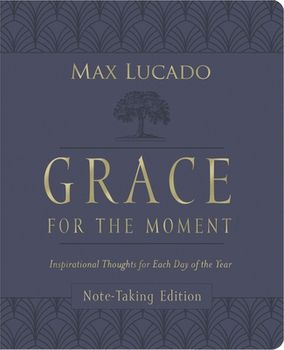 MAX LUCADO
GRACE
FOR THE MOMENT
Inspirational Thoughts for Each Day of the Year
Note-Taking Edition